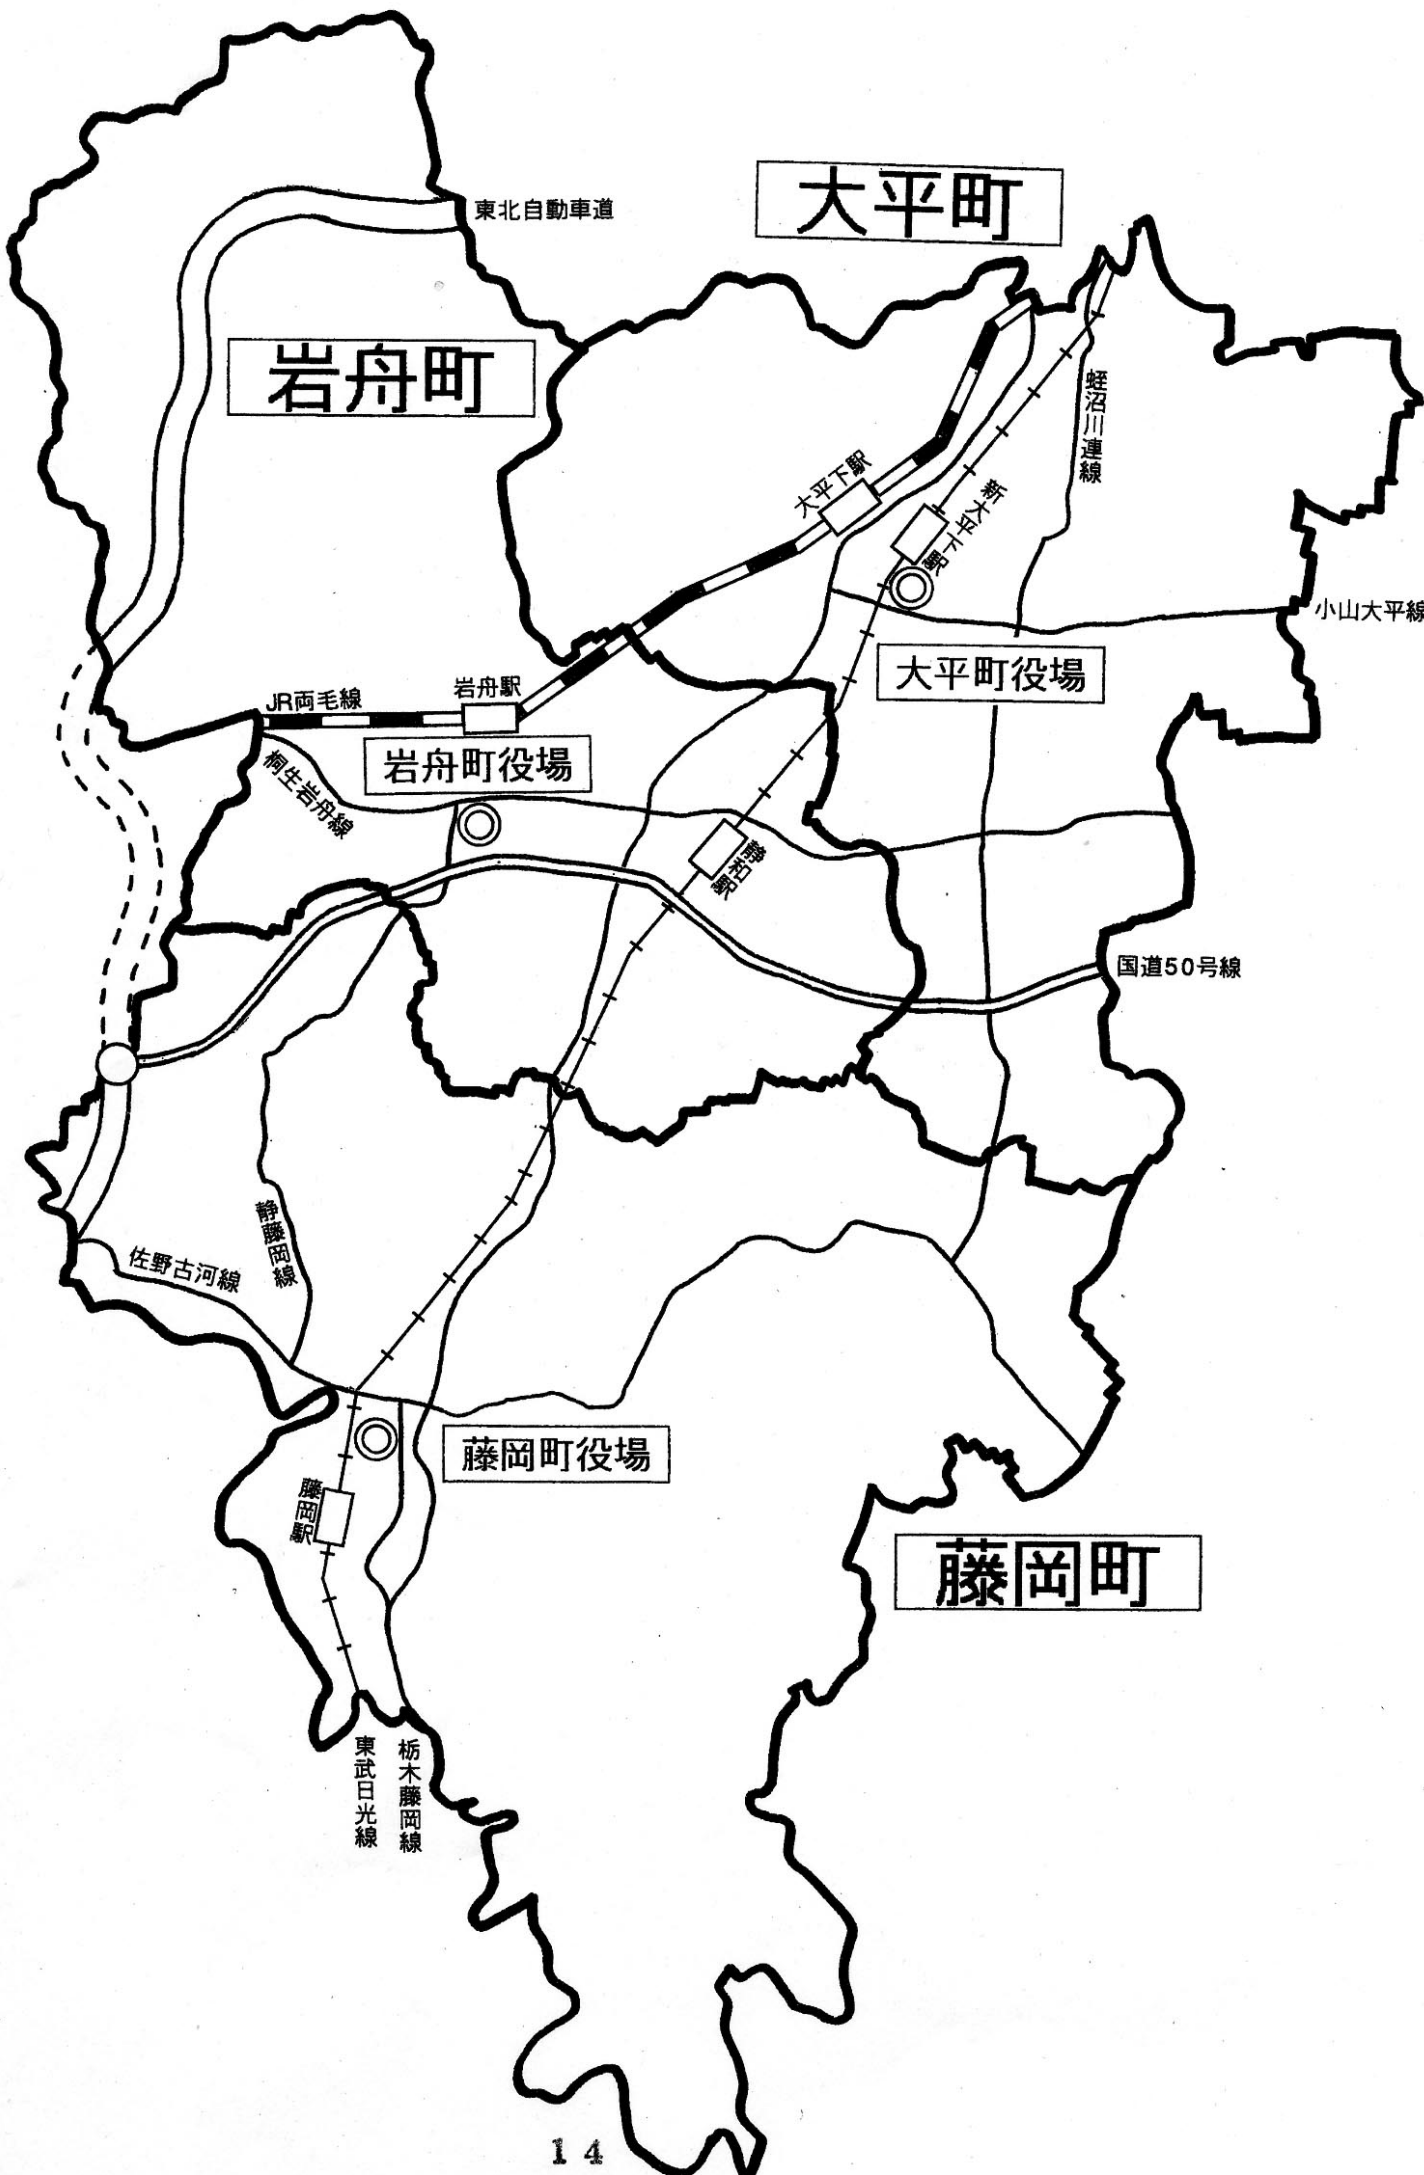 大平町
東北自動車道
岩舟町
蛭沼川連線
大平下駅
新大平下駅
小山大平線
大平町役場
岩舟駅
JR両毛線
岩舟町役場
桐生岩舟線
静和駅
国道50号線
静藤岡線
佐野古河線
藤岡町役場
藤岡駅
藤岡町
東武日光線
栃木藤岡線
14